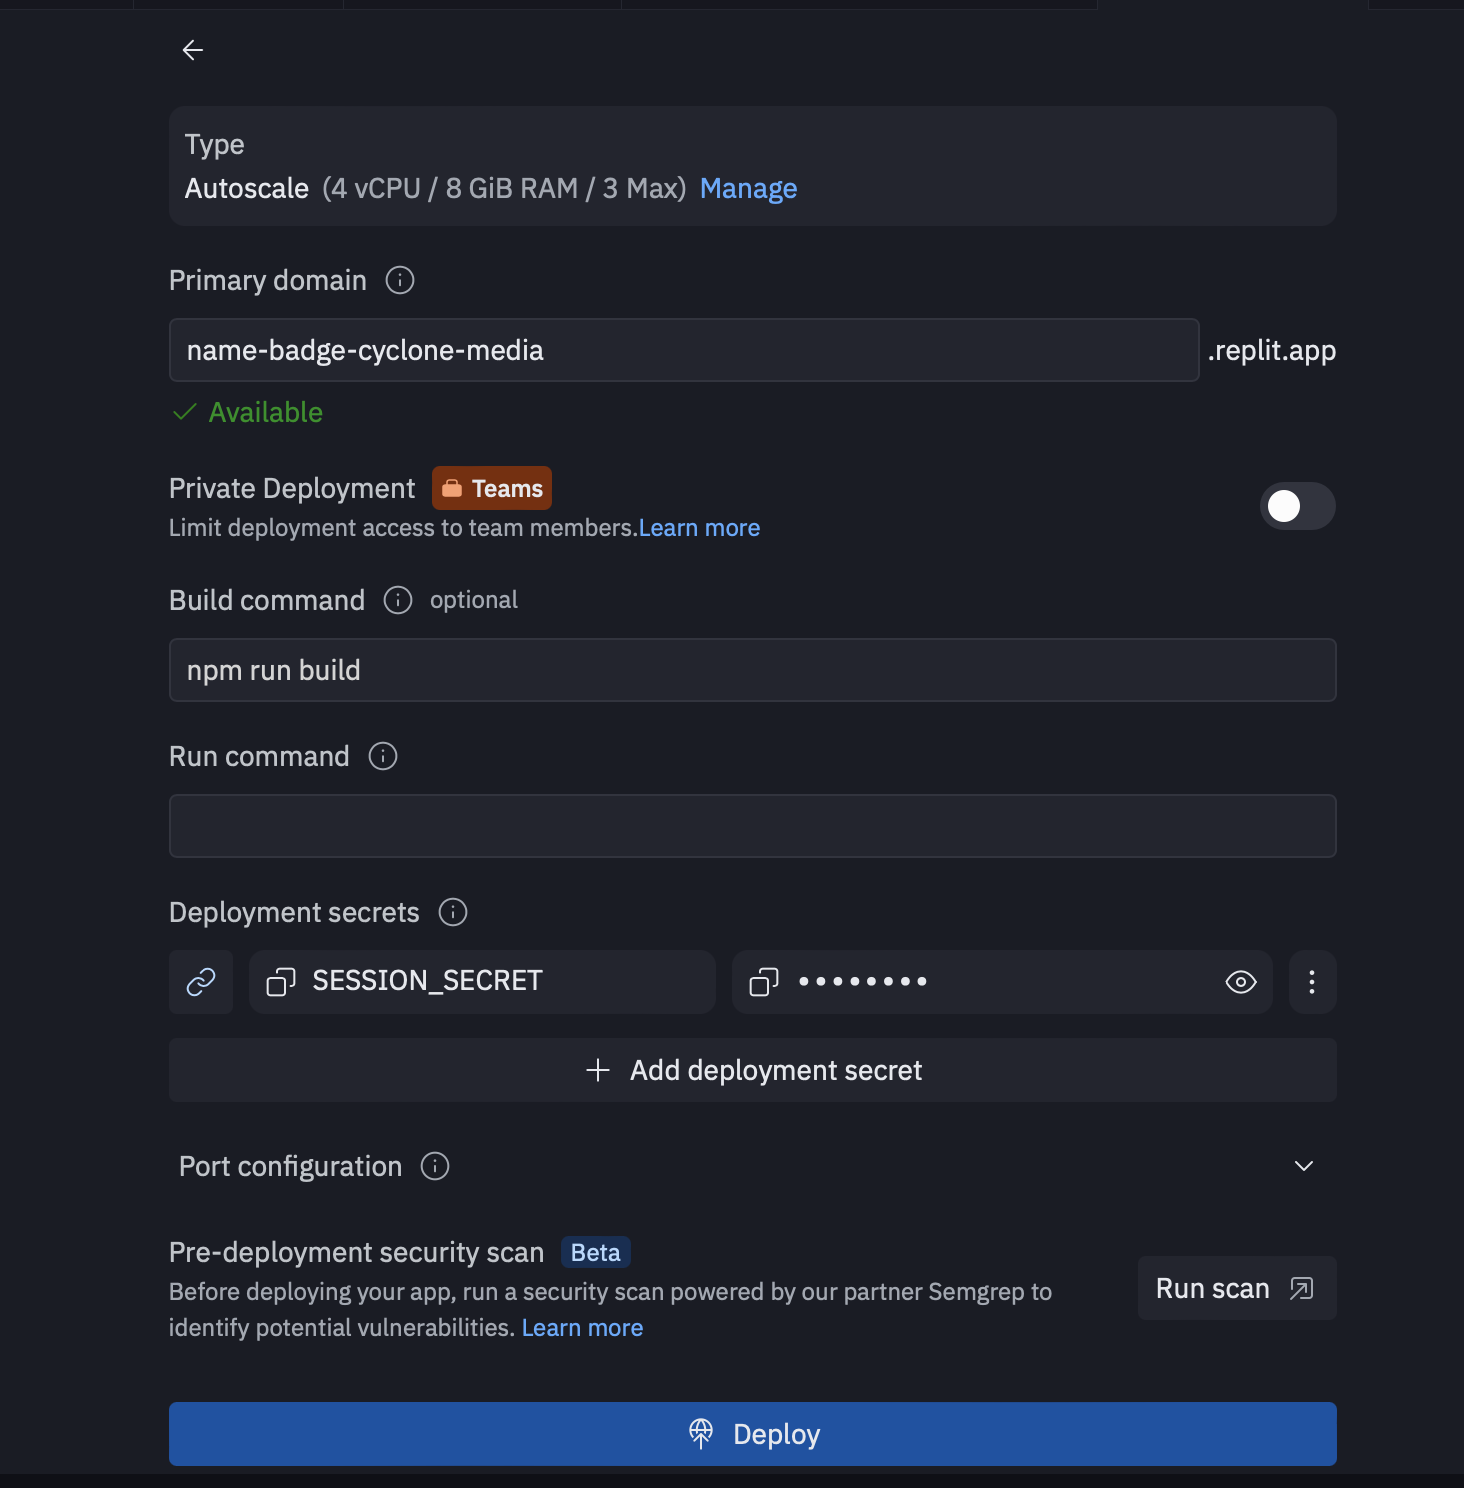 Type
Autoscale (4 vCPU / 8 GiB RAM / 3 Max) Manage
Primary domain
name-badge-cyclone-media .replit.app
Available
Private Deployment Teams
Limit deployment access to team members.Learn more
Build command optional
npm run build
Run command
Deployment secrets
SESSION_SECRET ••••••••
Add deployment secret
Port configuration
Pre-deployment security scan Beta
Before deploying your app, run a security scan powered by our partner Semgrep to
identify potential vulnerabilities. Learn more
Run scan
Deploy